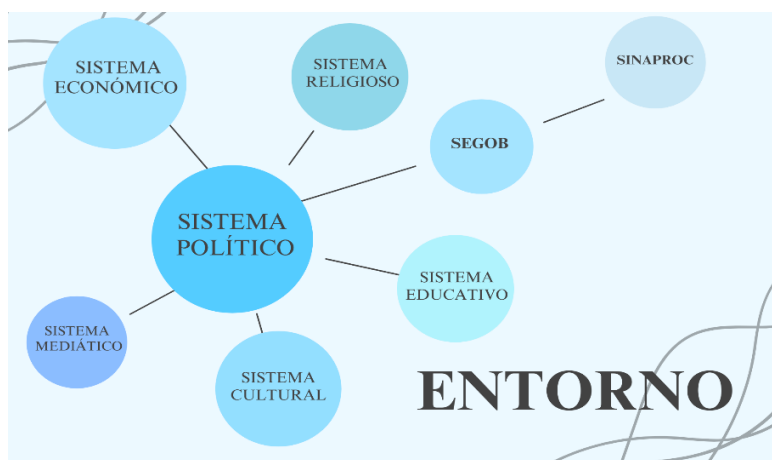 SISTEMA
ECONÓMICO
SISTEMA
RELIGIOSO
SINAPROC
SEGOB
SISTEMA
POLÍTICO
SISTEMA
EDUCATIVO
SISTEMA
MEDIÁTICO
SISTEMA
CULTURAL
ENTORNO